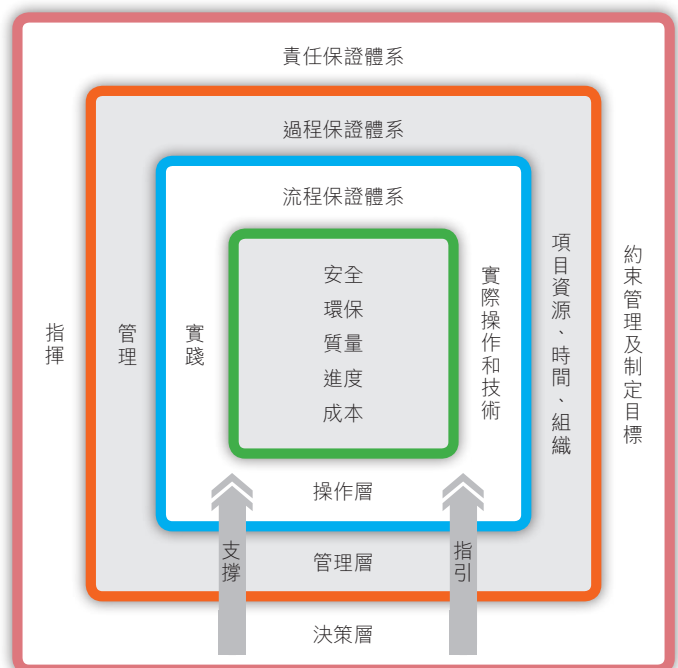 責任保證體系
過程保證體系
流程保證體系
安全
環保
質量
進度
成本
指揮
管理
實踐
實際操作和技術
項目資源、時間、組織
約束管理及制定目標
操作層
支撐
指引
管理層
決策層